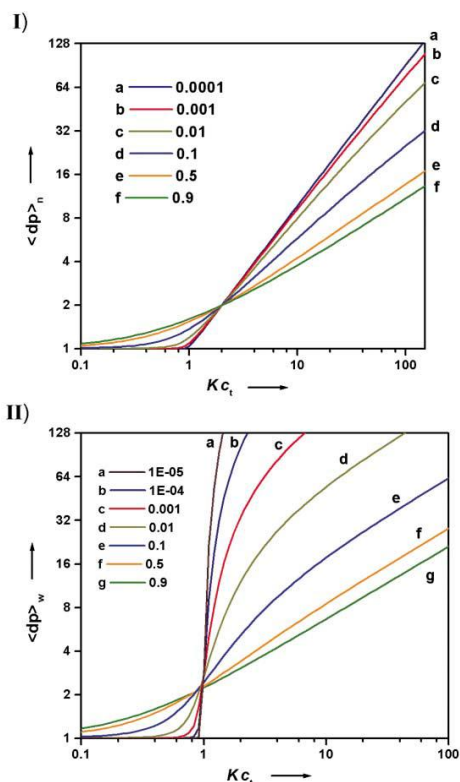 I)
128
64
32
16
8
4
2
1
<dp>n
a 0.0001
b 0.001
c 0.01
d 0.1
e 0.5
f 0.9
a
b
c
d
e
f
0.1
1
10
100
Kct
II)
128
64
32
16
8
4
2
1
<dp>w
a 1E-05
b 1E-04
c 0.001
d 0.01
e 0.1
f 0.5
g 0.9
a
b
c
d
e
f
g
0.1
1
10
100
Kc